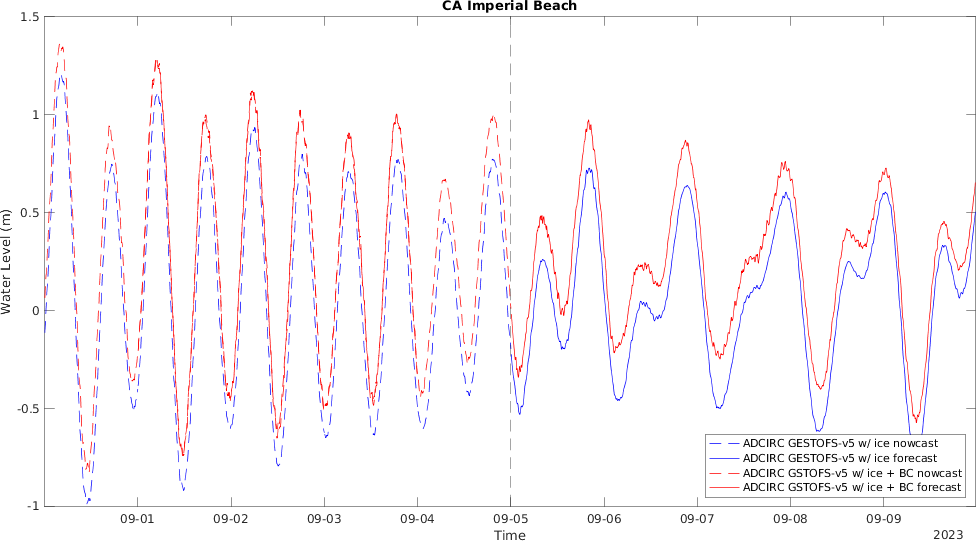 CA Imperial Beach
1.5
1
0.5
0
-0.5
-1
Water Level (m)
09-01 09-02 09-03 09-04 09-05 09-06 09-07 09-08 09-09
Time
2023
ADCIRC GESTOFS-v5 w/ ice nowcast
ADCIRC GESTOFS-v5 w/ ice forecast
ADCIRC GSTOFS-v5 w/ ice + BC nowcast
ADCIRC GSTOFS-v5 w/ ice + BC forecast